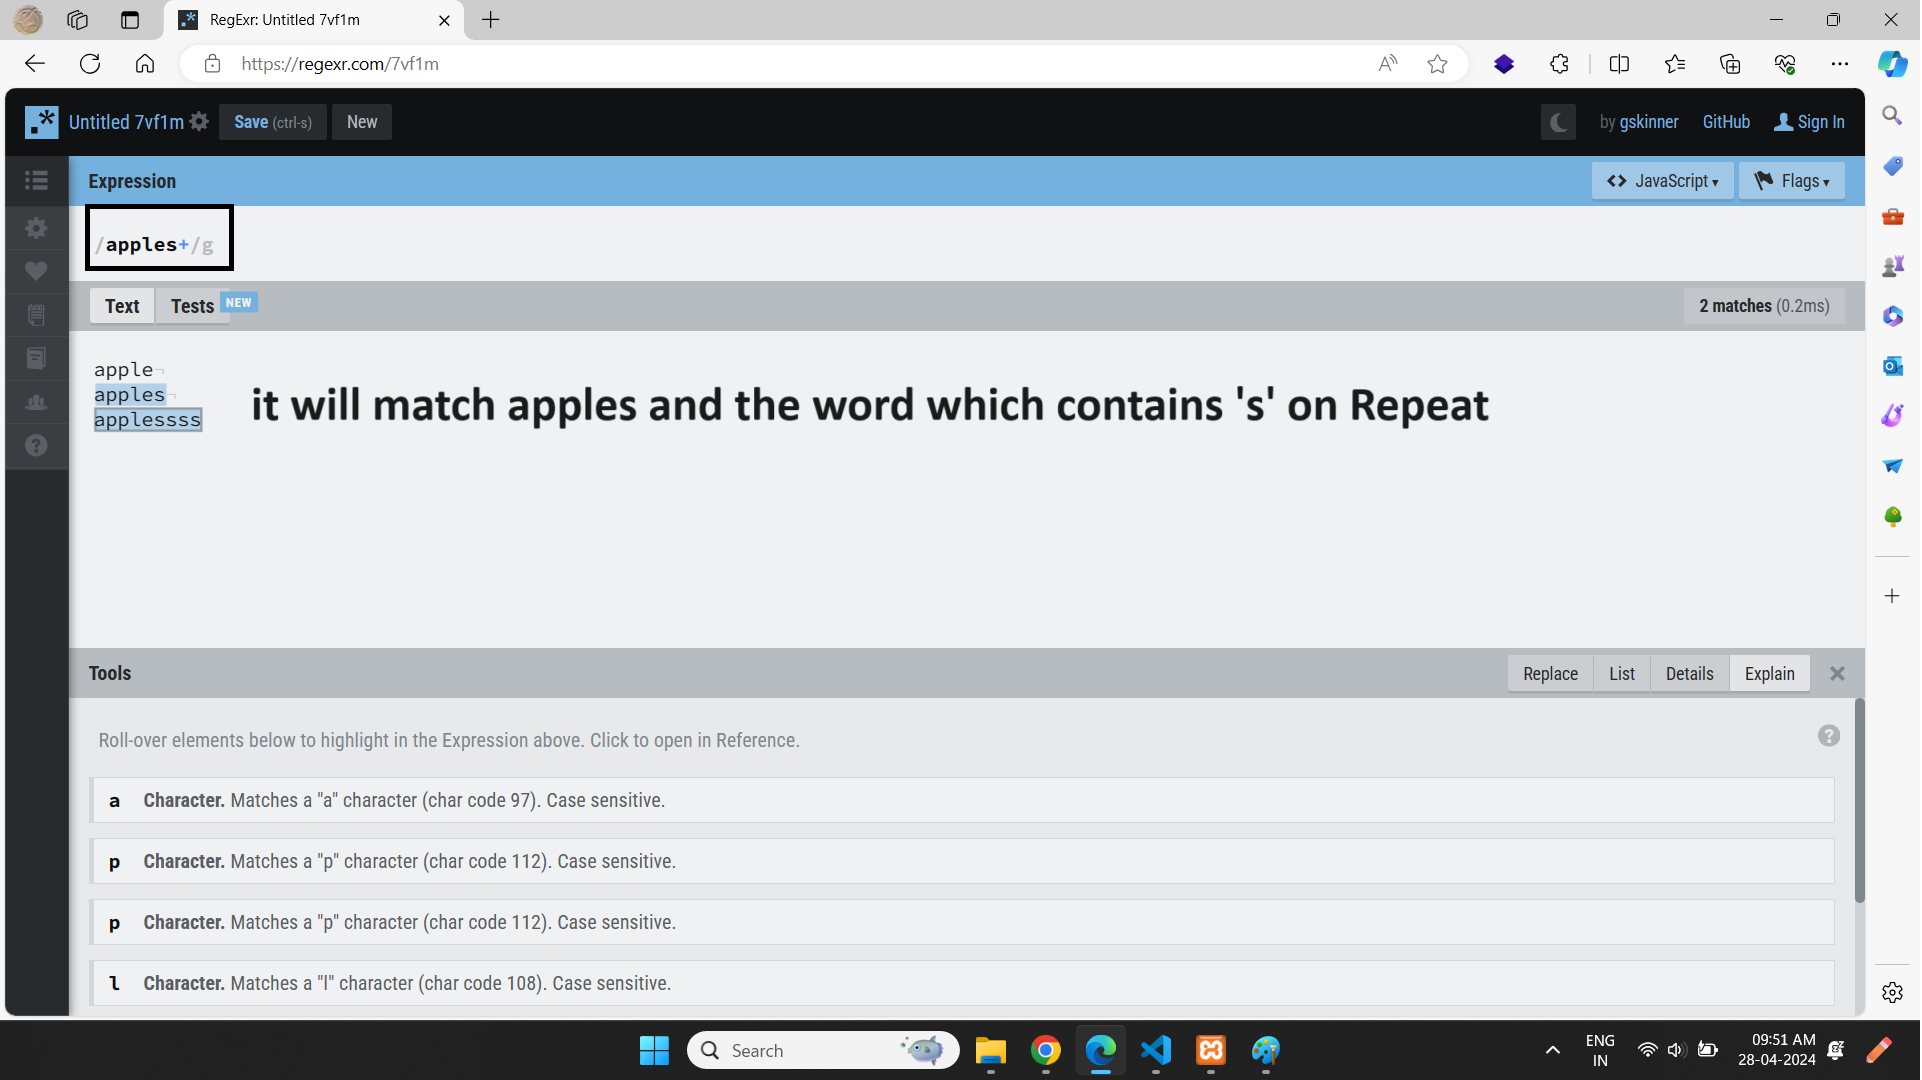 RegExr: Untitled 7vf1m
https://regexr.com/7vf1m
Untitled 7vf1m Save (ctrl-s) New by gskinner GitHub Sign In
Expression <> JavaScript Flags
/apples+/g
Text Tests NEW 2 matches (0.2ms)
apple¬
apples¬
applessss
it will match apples and the word which contains 's' on Repeat
Tools Replace List Details Explain
Roll-over elements below to highlight in the Expression above. Click to open in Reference.
a Character. Matches a "a" character (char code 97). Case sensitive.
p Character. Matches a "p" character (char code 112). Case sensitive.
p Character. Matches a "p" character (char code 112). Case sensitive.
l Character. Matches a "l" character (char code 108). Case sensitive.
Search ENG 09:51 AM
IN 28-04-2024